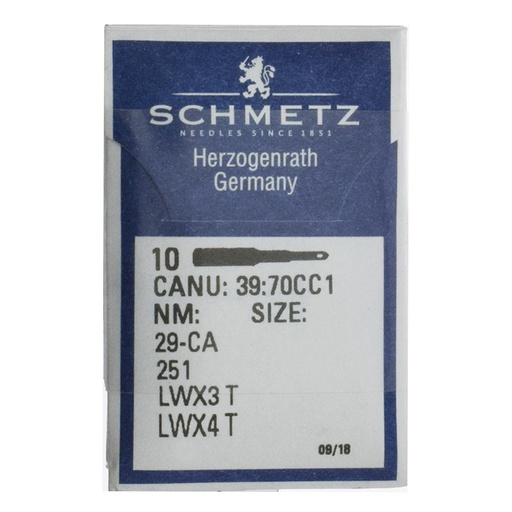 SCHMETZ
NEEDLES SINCE 1851
Herzogenrath
Germany
10
CANU: 39:70CC1
NM: SIZE:
29-CA
251
LWX3 T
LWX4 T
09/18